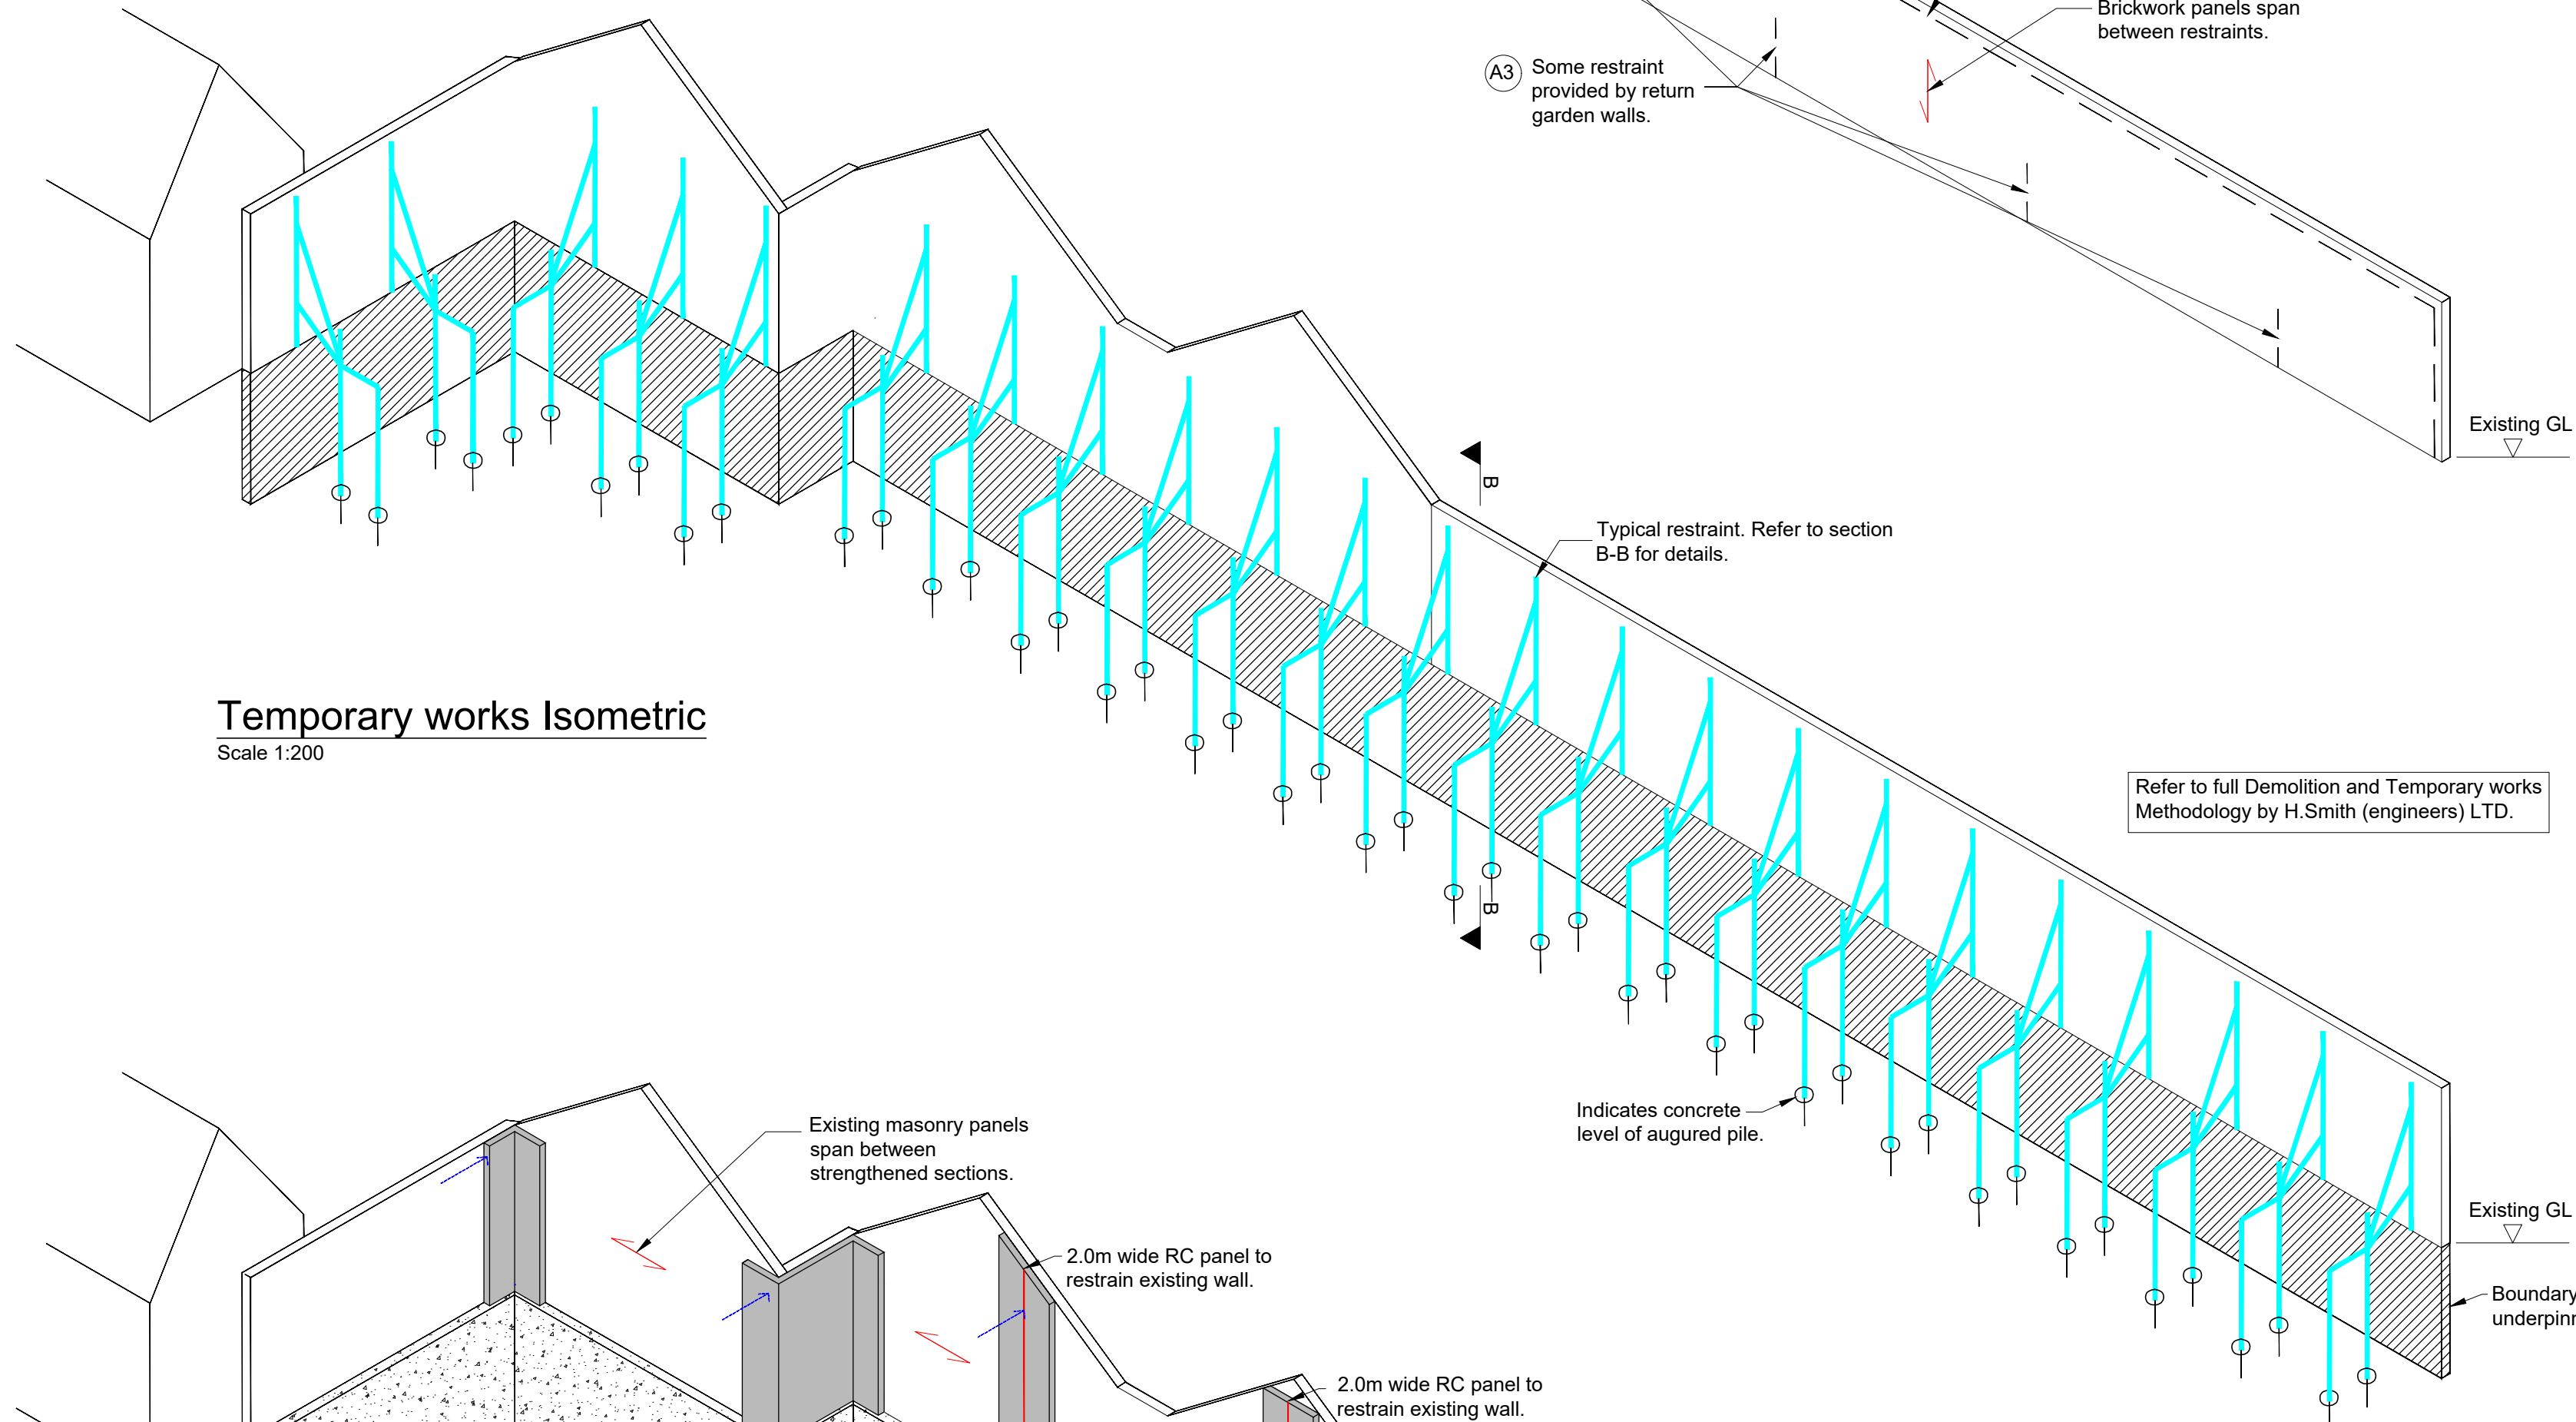 Brickwork panels span
between restraints.
A3
Some restraint
provided by return
garden walls.
Existing GL
B
Typical restraint. Refer to section
B-B for details.
Temporary works Isometric
Scale 1:200
Refer to full Demolition and Temporary works
Methodology by H.Smith (engineers) LTD.
B
Indicates concrete
level of augured pile.
Existing GL
Existing masonry panels
span between
strengthened sections.
2.0m wide RC panel to
restrain existing wall.
Boundary
2.0m wide RC panel to
restrain existing wall.